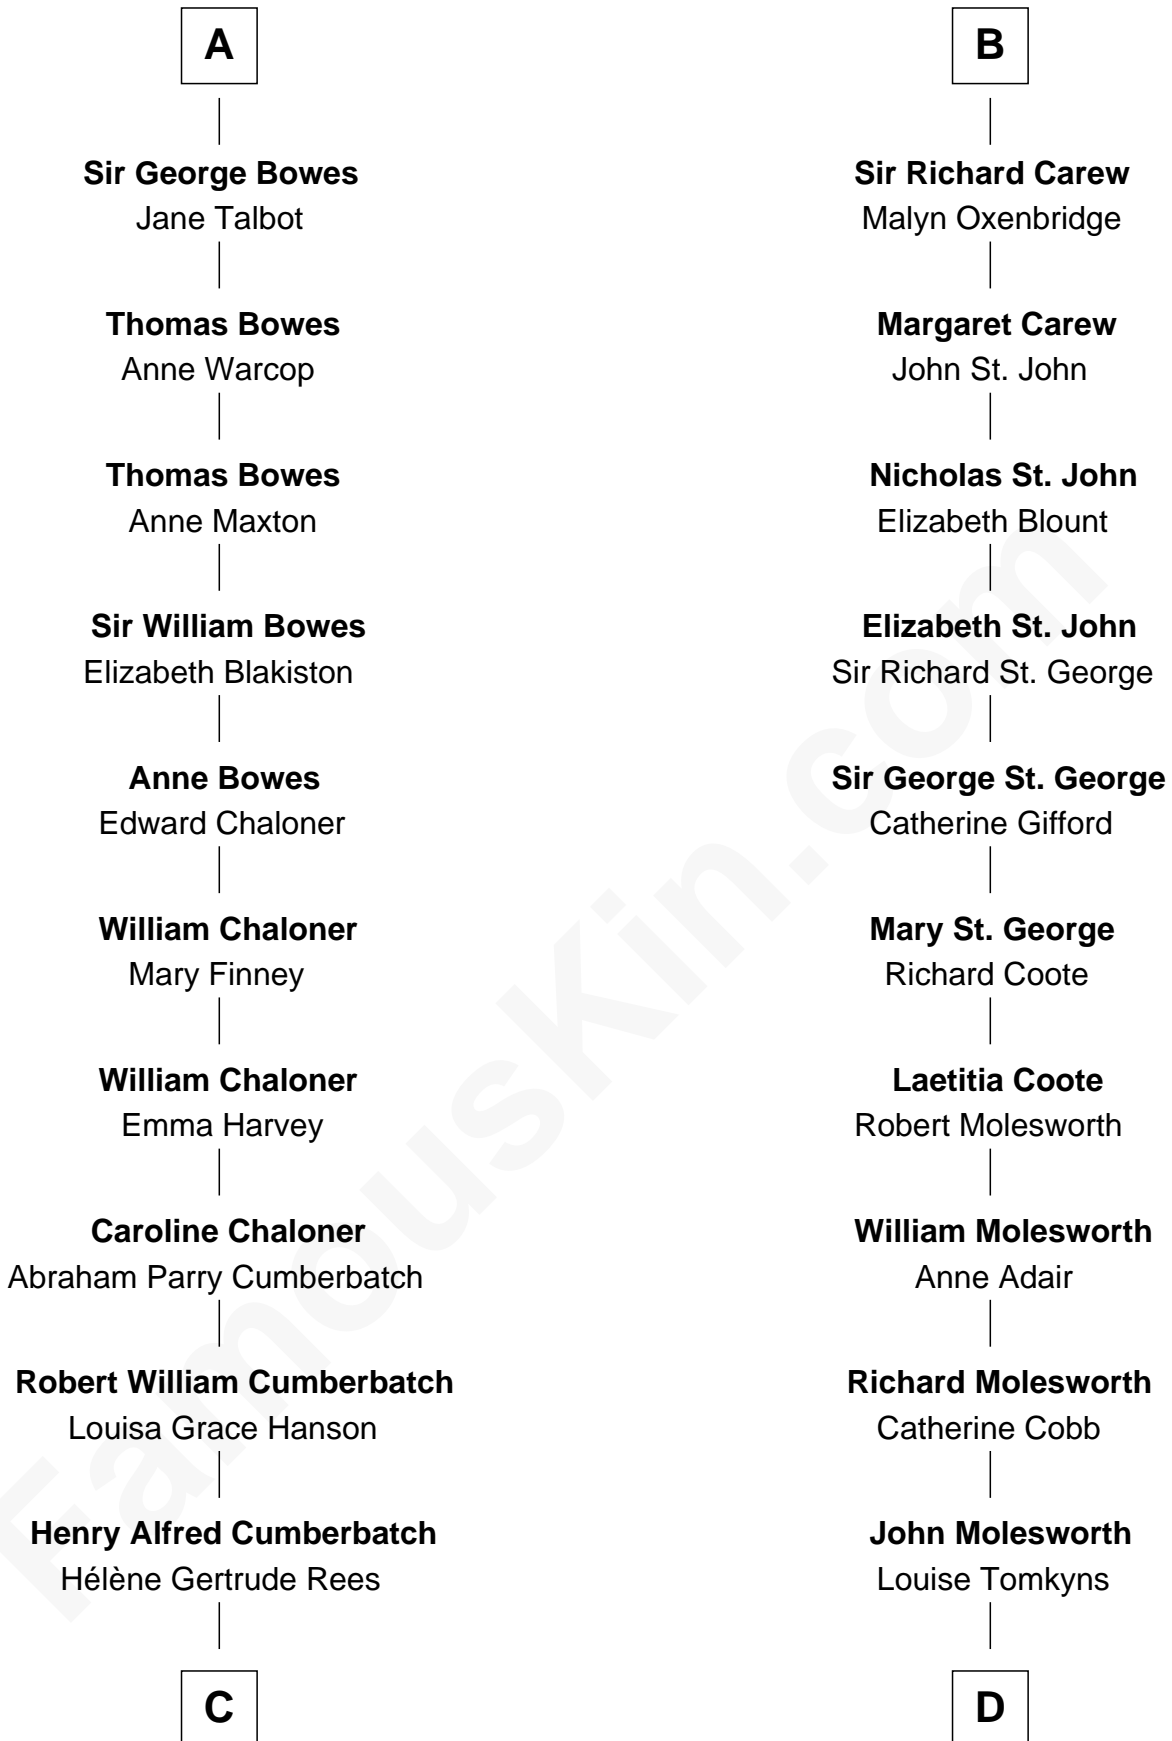 A
Sir George Bowes
Jane Talbot
Thomas Bowes
Anne Warcop
Thomas Bowes
Anne Maxton
Sir William Bowes
Elizabeth Blakiston
Anne Bowes
Edward Chaloner
William Chaloner
Mary Finney
William Chaloner
Emma Harvey
Caroline Chaloner
Abraham Parry Cumberbatch
Robert William Cumberbatch
Louisa Grace Hanson
Henry Alfred Cumberbatch
Hélène Gertrude Rees
C
B
Sir Richard Carew
Malyn Oxenbridge
Margaret Carew
John St. John
Nicholas St. John
Elizabeth Blount
Elizabeth St. John
Sir Richard St. George
Sir George St. George
Catherine Gifford
Mary St. George
Richard Coote
Laetitia Coote
Robert Molesworth
William Molesworth
Anne Adair
Richard Molesworth
Catherine Cobb
John Molesworth
Louise Tomkyns
D
FamousKin.com